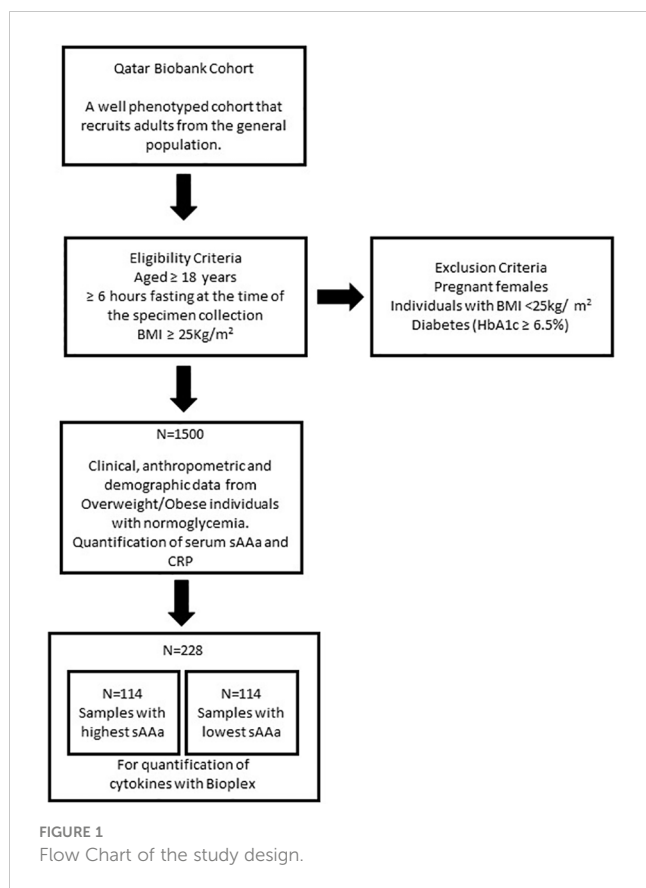 Qatar Biobank Cohort
A well phenotyped cohort that
recruits adults from the general
population.
Eligibility Criteria
Aged ≥ 18 years
≥ 6 hours fasting at the time of
the specimen collection
BMI ≥ 25Kg/m²
Exclusion Criteria
Pregnant females
Individuals with BMI <25kg/ m²
Diabetes (HbA1c ≥ 6.5%)
N=1500
Clinical, anthropometric and
demographic data from
Overweight/Obese individuals
with normoglycemia.
Quantification of serum sAAa and
CRP
N=228
N=114
Samples with
highest sAAa
N=114
Samples with
lowest sAAa
For quantification of
cytokines with Bioplex
FIGURE 1
Flow Chart of the study design.